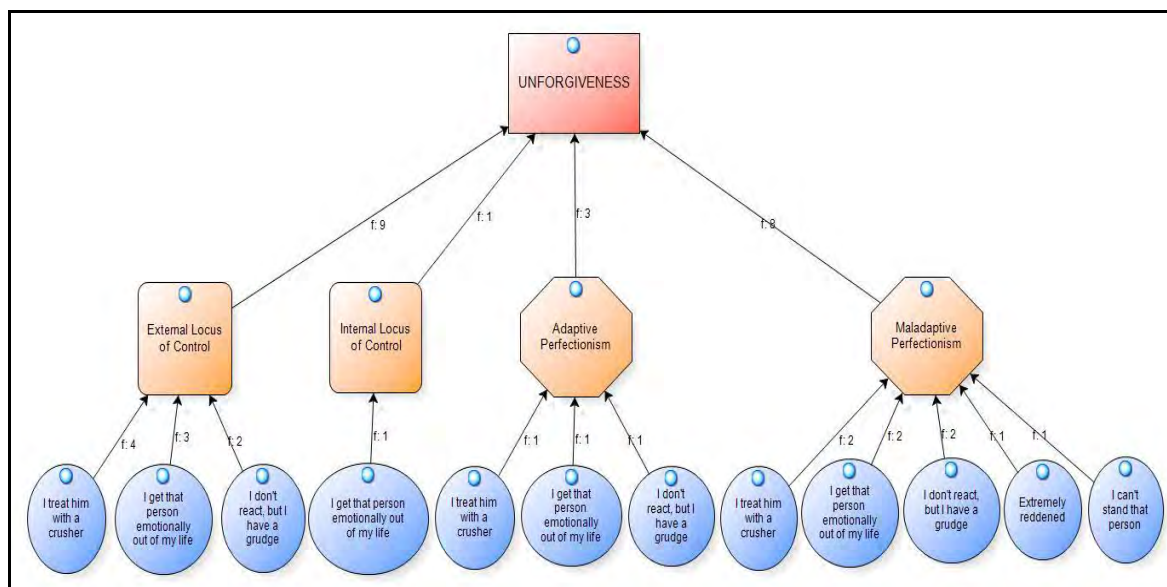 UNFORGIVENESS
f: 9
f: 1
f: 3
f: 8
External Locus
of Control
Internal Locus
of Control
Adaptive
Perfectionism
Maladaptive
Perfectionism
f: 4
f: 3
f: 2
f: 1
f: 1
f: 1
f: 1
f: 2
f: 2
f: 2
f: 1
f: 1
I treat him
with a
crusher
I get that
person
emotionally
out of my life
I don't
react, but I
have a
grudge
I get that person
emotionally out
of my life
I treat him
with a
crusher
I get that
person
emotionally
out of my life
I don't
react, but I
have a
grudge
I treat him
with a
crusher
I get that
person
emotionally
out of my life
I don't react,
but I have a
grudge
Extremely
reddened
I can't
stand that
person